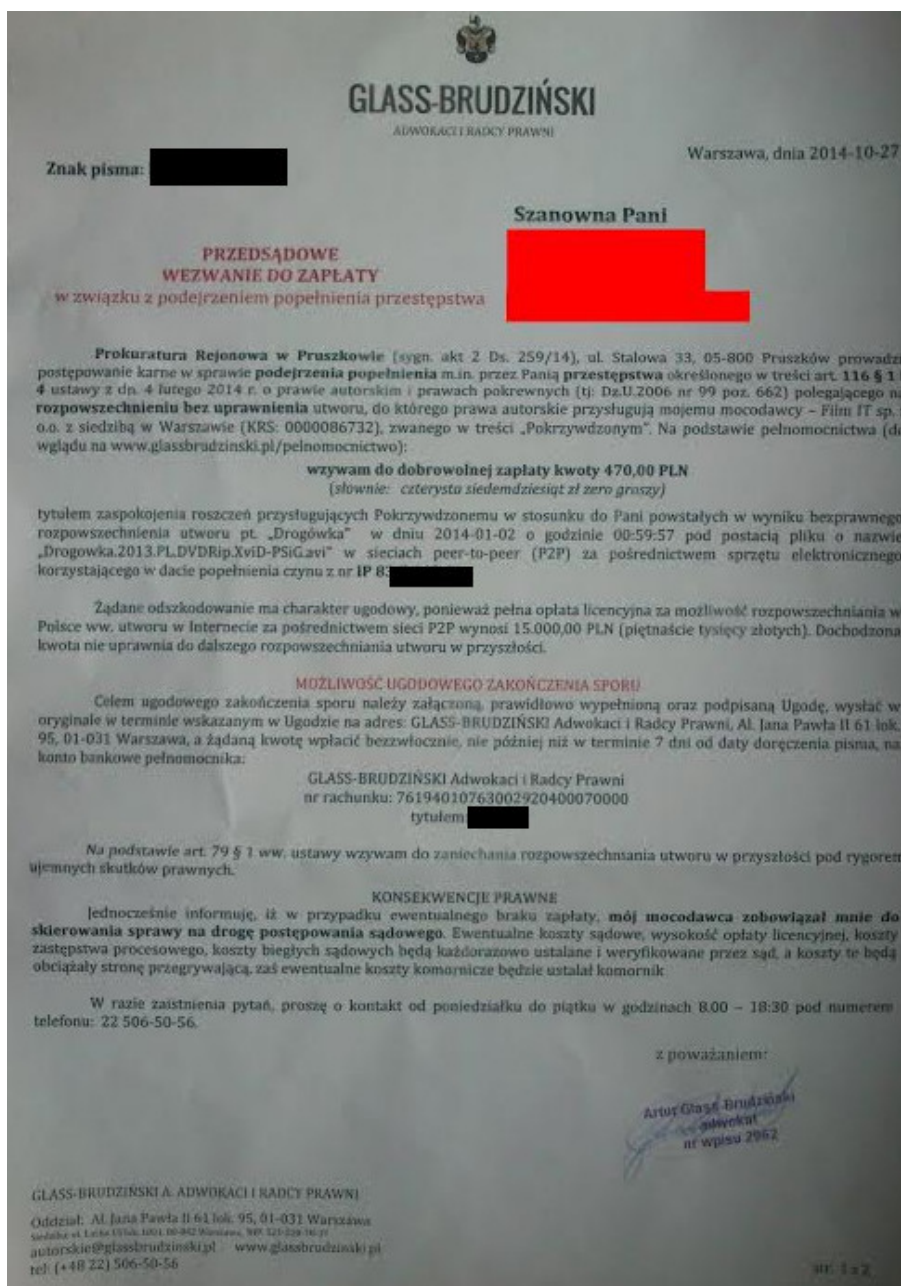 GLASS-BRUDZIŃSKI
ADWOKACI I RADCY PRAWNI
Warszawa, dnia 2014-10-27
Znak pisma:
Szanowna Pani
PRZEDSĄDOWE
WEZWANIE DO ZAPŁATY
w związku z podejrzeniem popełnienia przestępstwa
Prokuratura Rejonowa w Pruszkowie (sygn. akt 2 Ds. 259/14), ul. Stalowa 33, 05-800 Pruszków prowadzi
postępowanie karne w sprawie podejrzenia popełnienia m.in. przez Panią przestępstwa określonego w treści art. 116 § 1 i
4 ustawy z dn. 4 lutego 2014 r. o prawie autorskim i prawach pokrewnych (tj: Dz.U.2006 nr 99 poz. 662) polegającego na
rozpowszechnieniu bez uprawnienia utworu, do którego prawa autorskie przysługują mojemu mocodawcy – Film IT sp. z
o.o. z siedzibą w Warszawie (KRS: 0000086732), zwanego w treści „Pokrzywdzonym". Na podstawie pełnomocnictwa (do
wglądu na www.glassbrudzinski.pl/pelnomocnictwo):
wzywam do dobrowolnej zapłaty kwoty 470,00 PLN
(słownie: czterysta siedemdziesiąt zł zero groszy)
tytułem zaspokojenia roszczeń przysługujących Pokrzywdzonemu w stosunku do Pani powstałych w wyniku bezprawnego
rozpowszechnienia utworu pt. „Drogówka" w dniu 2014-01-02 o godzinie 00:59:57 pod postacią pliku o nazwie
„Drogowka.2013.PL.DVDRip.XviD-PSiG.avi" w sieciach peer-to-peer (P2P) za pośrednictwem sprzętu elektronicznego
korzystającego w dacie popełnienia czynu z nr IP 83
Żądane odszkodowanie ma charakter ugodowy, ponieważ pełna opłata licencyjna za możliwość rozpowszechniania w
Polsce ww. utworu w Internecie za pośrednictwem sieci P2P wynosi 15.000,00 PLN (piętnaście tysięcy złotych). Dochodzona
kwota nie uprawnia do dalszego rozpowszechniania utworu w przyszłości.
MOŻLIWOŚĆ UGODOWEGO ZAKOŃCZENIA SPORU
Celem ugodowego zakończenia sporu należy załączoną, prawidłowo wypełnioną oraz podpisaną Ugodę, wysłać w
oryginale w terminie wskazanym w Ugodzie na adres: GLASS-BRUDZIŃSKI Adwokaci i Radcy Prawni, Al. Jana Pawła II 61 lok.
95, 01-031 Warszawa, a żądaną kwotę wpłacić bezzwłocznie, nie później niż w terminie 7 dni od daty doręczenia pisma, na
konto bankowe pełnomocnika:
GLASS-BRUDZIŃSKI Adwokaci i Radcy Prawni
nr rachunku: 76194010763002920400070000
tytułem
Na podstawie art. 79 § 1 ww. ustawy wzywam do zaniechania rozpowszechniania utworu w przyszłości pod rygorem
ujemnych skutków prawnych.
KONSEKWENCJE PRAWNE
Jednocześnie informuję, iż w przypadku ewentualnego braku zapłaty, mój mocodawca zobowiązał mnie do
skierowania sprawy na drogę postępowania sądowego. Ewentualne koszty sądowe, wysokość opłaty licencyjnej, koszty
zastępstwa procesowego, koszty biegłych sądowych będą każdorazowo ustalane i weryfikowane przez sąd, a koszty te będą
obciążały stronę przegrywającą, zaś ewentualne koszty komornicze będzie ustalał komornik
W razie zaistnienia pytań, proszę o kontakt od poniedziałku do piątku w godzinach 8.00 – 18:30 pod numerem
telefonu: 22 506-50-56.
z poważaniem:
Artur Glass-Brudziński
adwokat
nr wpisu 2962
GLASS-BRUDZIŃSKI A. ADWOKACI I RADCY PRAWNI
Oddział: Al. Jana Pawła II 61 lok. 95, 01-031 Warszawa
autorskie@glassbrudzinski.pl www.glassbrudzinski.pl
tel: (+48 22) 506-50-56
str. 1 z 2